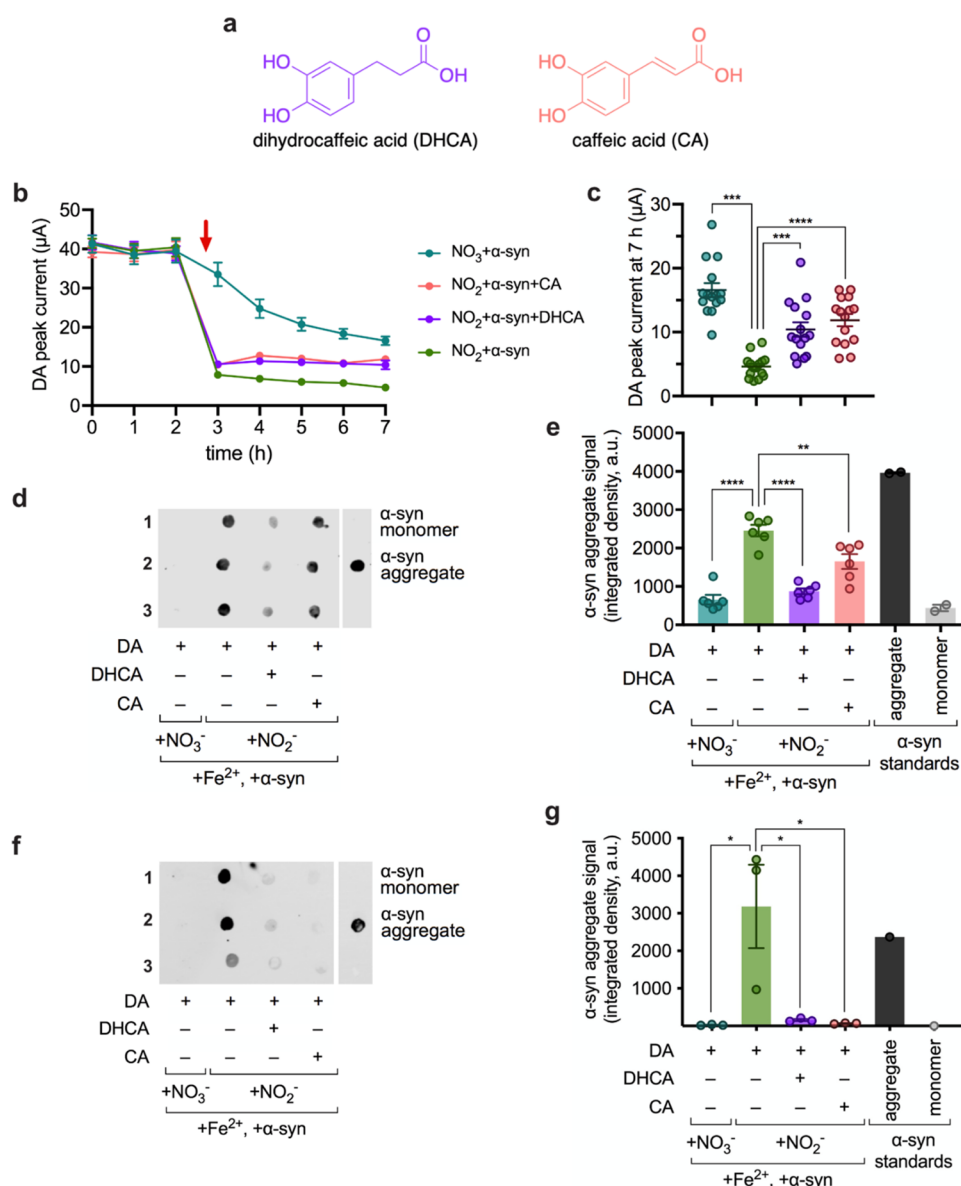 a
HO
HO
O
OH
dihydrocaffeic acid (DHCA)
HO
HO
O
OH
caffeic acid (CA)
b
DA peak current (μA)
50
40
30
20
10
0
0 1 2 3 4 5 6 7
time (h)
NO3+α-syn
NO2+α-syn+CA
NO2+α-syn+DHCA
NO2+α-syn
c
DA peak current at 7 h (μA)
30
20
10
0
***
****
***
d
1
2
3
α-syn
monomer
α-syn
aggregate
DA + + + +
DHCA – – + –
CA – – – +
+NO3-
+NO2-
+Fe2+, +α-syn
e
α-syn aggregate signal
(integrated density, a.u.)
5000
4000
3000
2000
1000
0
**
****
****
DA + + + +
DHCA – – + –
CA – – – +
aggregate
monomer
+NO3-
+NO2-
α-syn
standards
+Fe2+, +α-syn
f
1
2
3
α-syn
monomer
α-syn
aggregate
DA + + + +
DHCA – – + –
CA – – – +
+NO3-
+NO2-
+Fe2+, +α-syn
g
α-syn aggregate signal
(integrated density, a.u.)
5000
4000
3000
2000
1000
*
*
*
DA + + + +
DHCA – – + –
CA – – – +
aggregate
monomer
+NO3-
+NO2-
α-syn
standards
+Fe2+, +α-syn